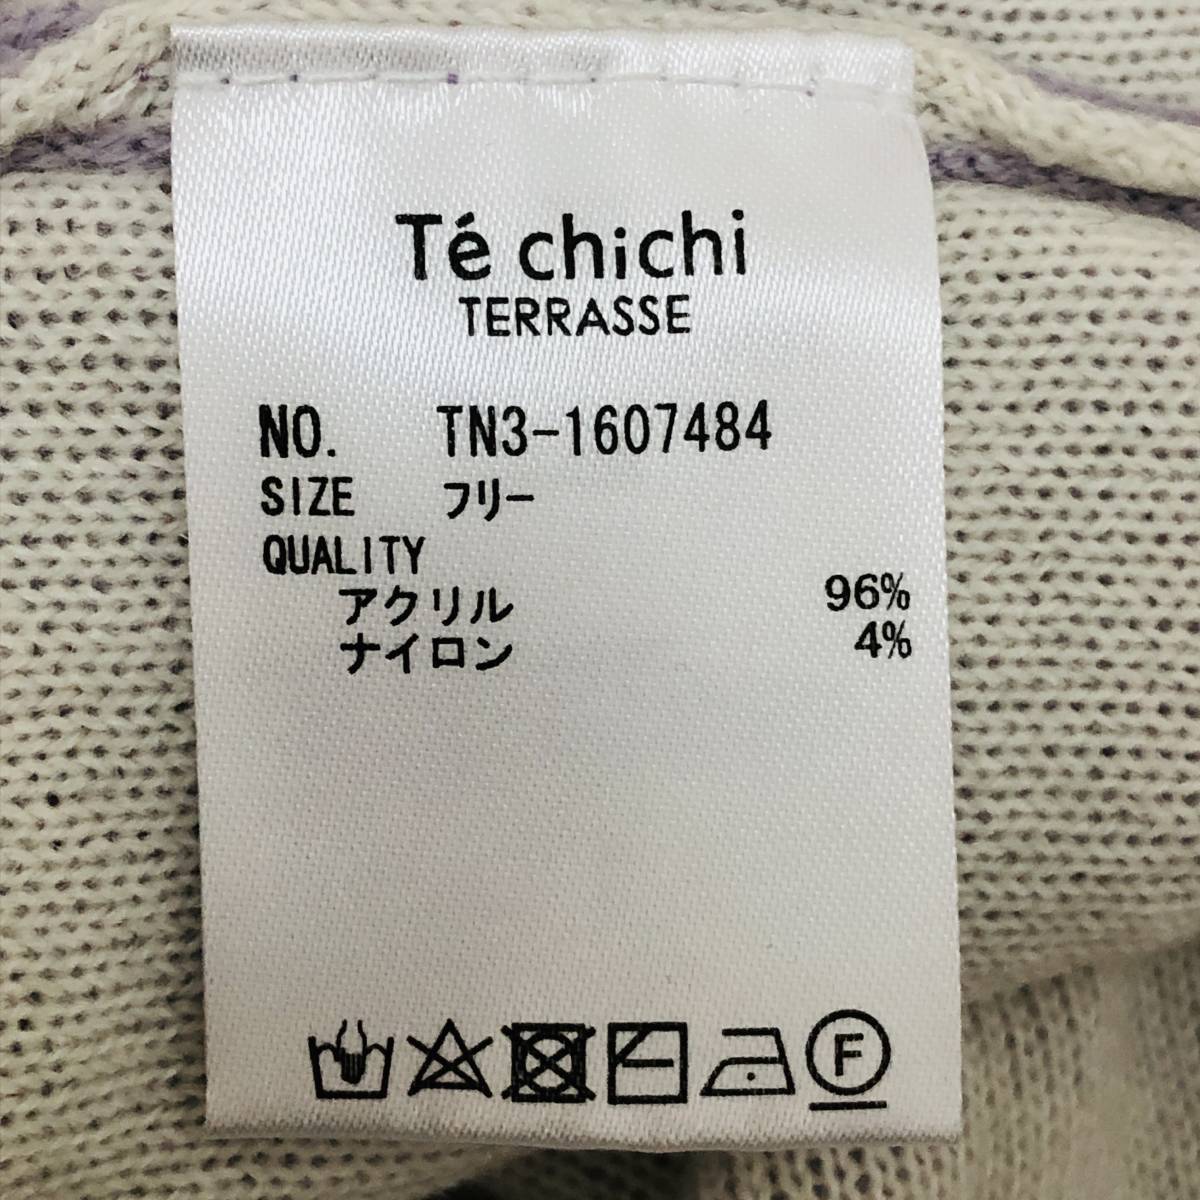 Té chichi
TERRASSE
NO. TN3-1607484
SIZE フリー
QUALITY
アクリル 96%
ナイロン 4%
F